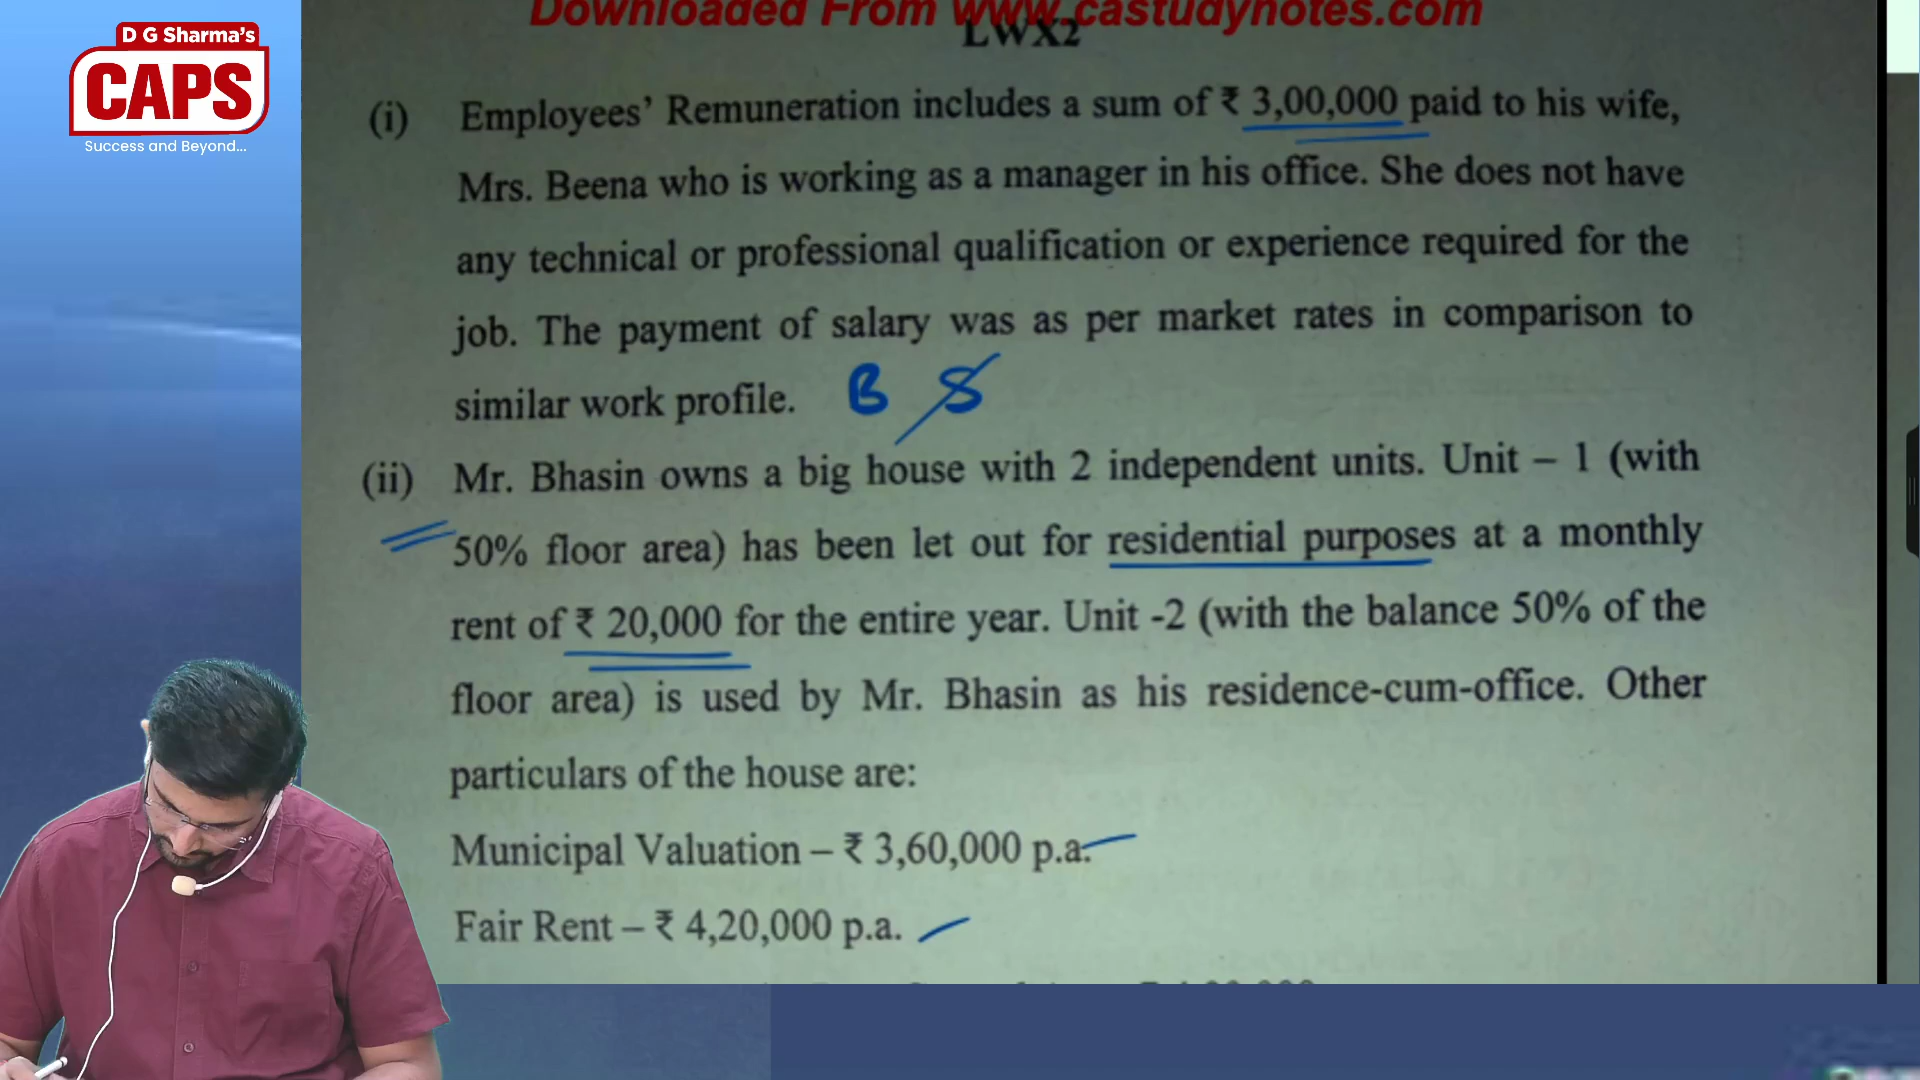 D G Sharma's
CAPS
Success and Beyond...
Downloaded From www.castudynotes.com
LWX2
(i) Employees' Remuneration includes a sum of ₹ 3,00,000 paid to his wife,
Mrs. Beena who is working as a manager in his office. She does not have
any technical or professional qualification or experience required for the
job. The payment of salary was as per market rates in comparison to
similar work profile. B S
(ii) Mr. Bhasin owns a big house with 2 independent units. Unit – 1 (with
50% floor area) has been let out for residential purposes at a monthly
rent of ₹ 20,000 for the entire year. Unit -2 (with the balance 50% of the
floor area) is used by Mr. Bhasin as his residence-cum-office. Other
particulars of the house are:
Municipal Valuation – ₹ 3,60,000 p.a.
Fair Rent – ₹ 4,20,000 p.a.